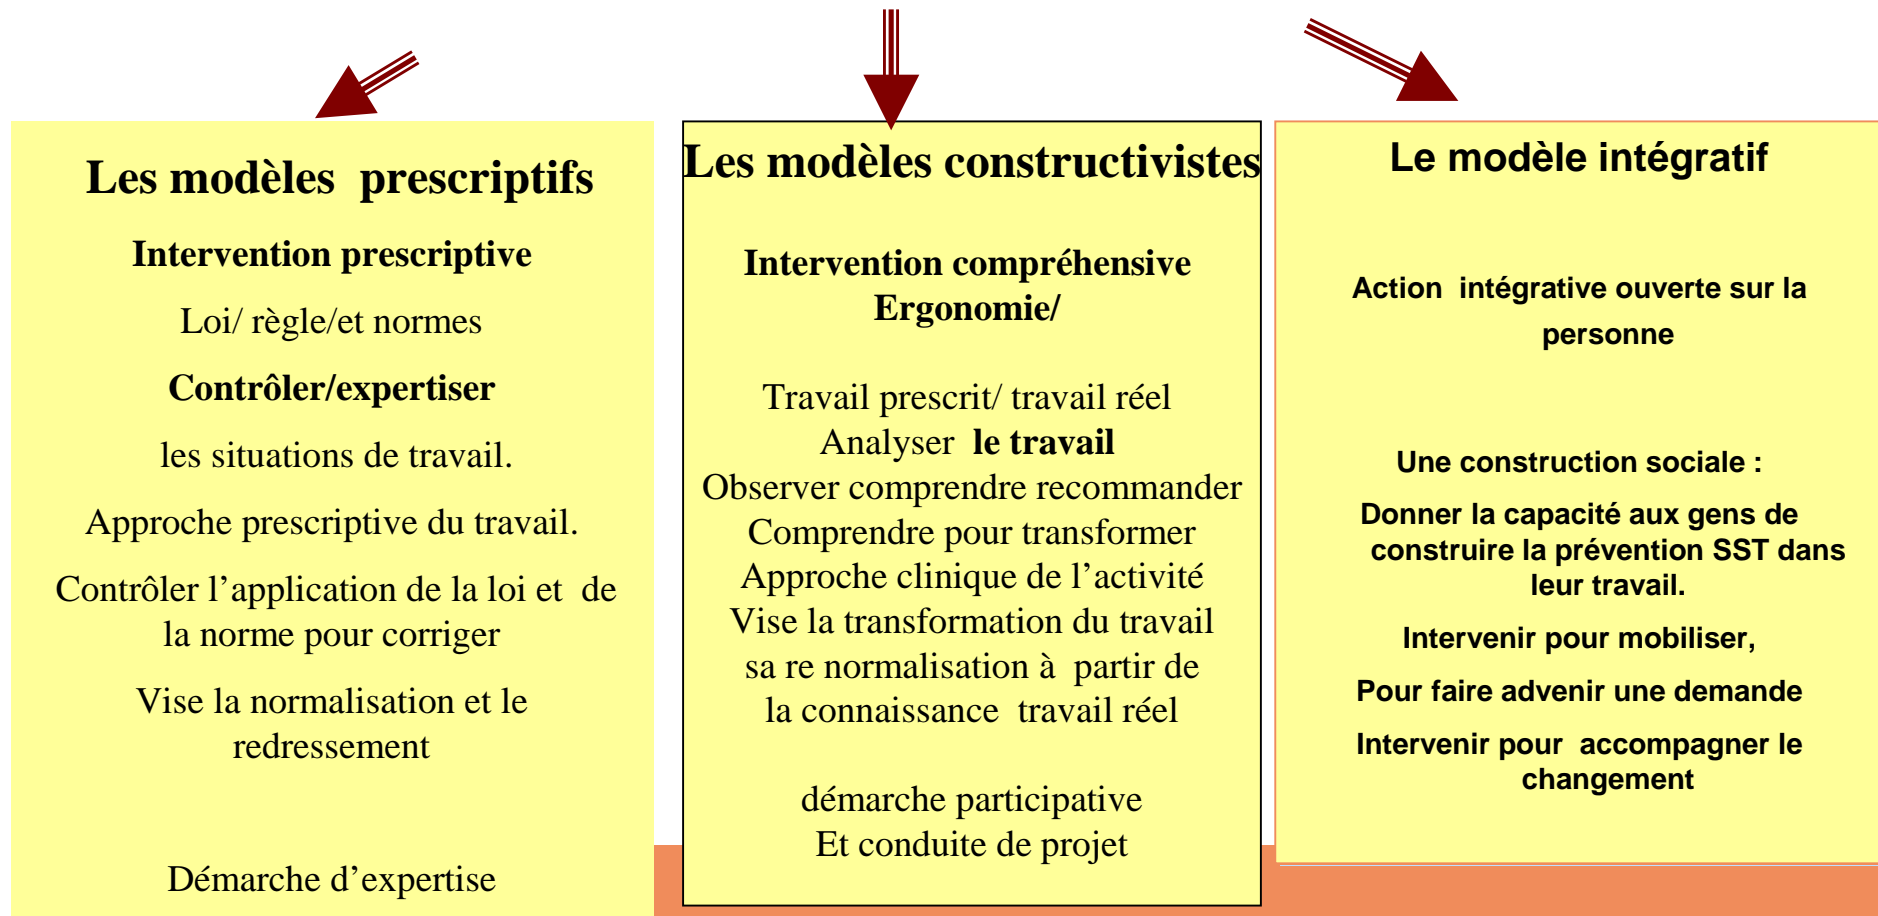 Les modèles prescriptifs
Intervention prescriptive
Loi/ règle/et normes
Contrôler/expertiser
les situations de travail.
Approche prescriptive du travail.
Contrôler l’application de la loi et de
la norme pour corriger
Vise la normalisation et le
redressement
Démarche d’expertise
Les modèles constructivistes
Intervention compréhensive
Ergonomie/
Travail prescrit/ travail réel
Analyser le travail
Observer comprendre recommander
Comprendre pour transformer
Approche clinique de l’activité
Vise la transformation du travail
sa re normalisation à partir de
la connaissance travail réel
démarche participative
Et conduite de projet
Le modèle intégratif
Action intégrative ouverte sur la
personne
Une construction sociale :
Donner la capacité aux gens de
construire la prévention SST dans
leur travail.
Intervenir pour mobiliser,
Pour faire advenir une demande
Intervenir pour accompagner le
changement